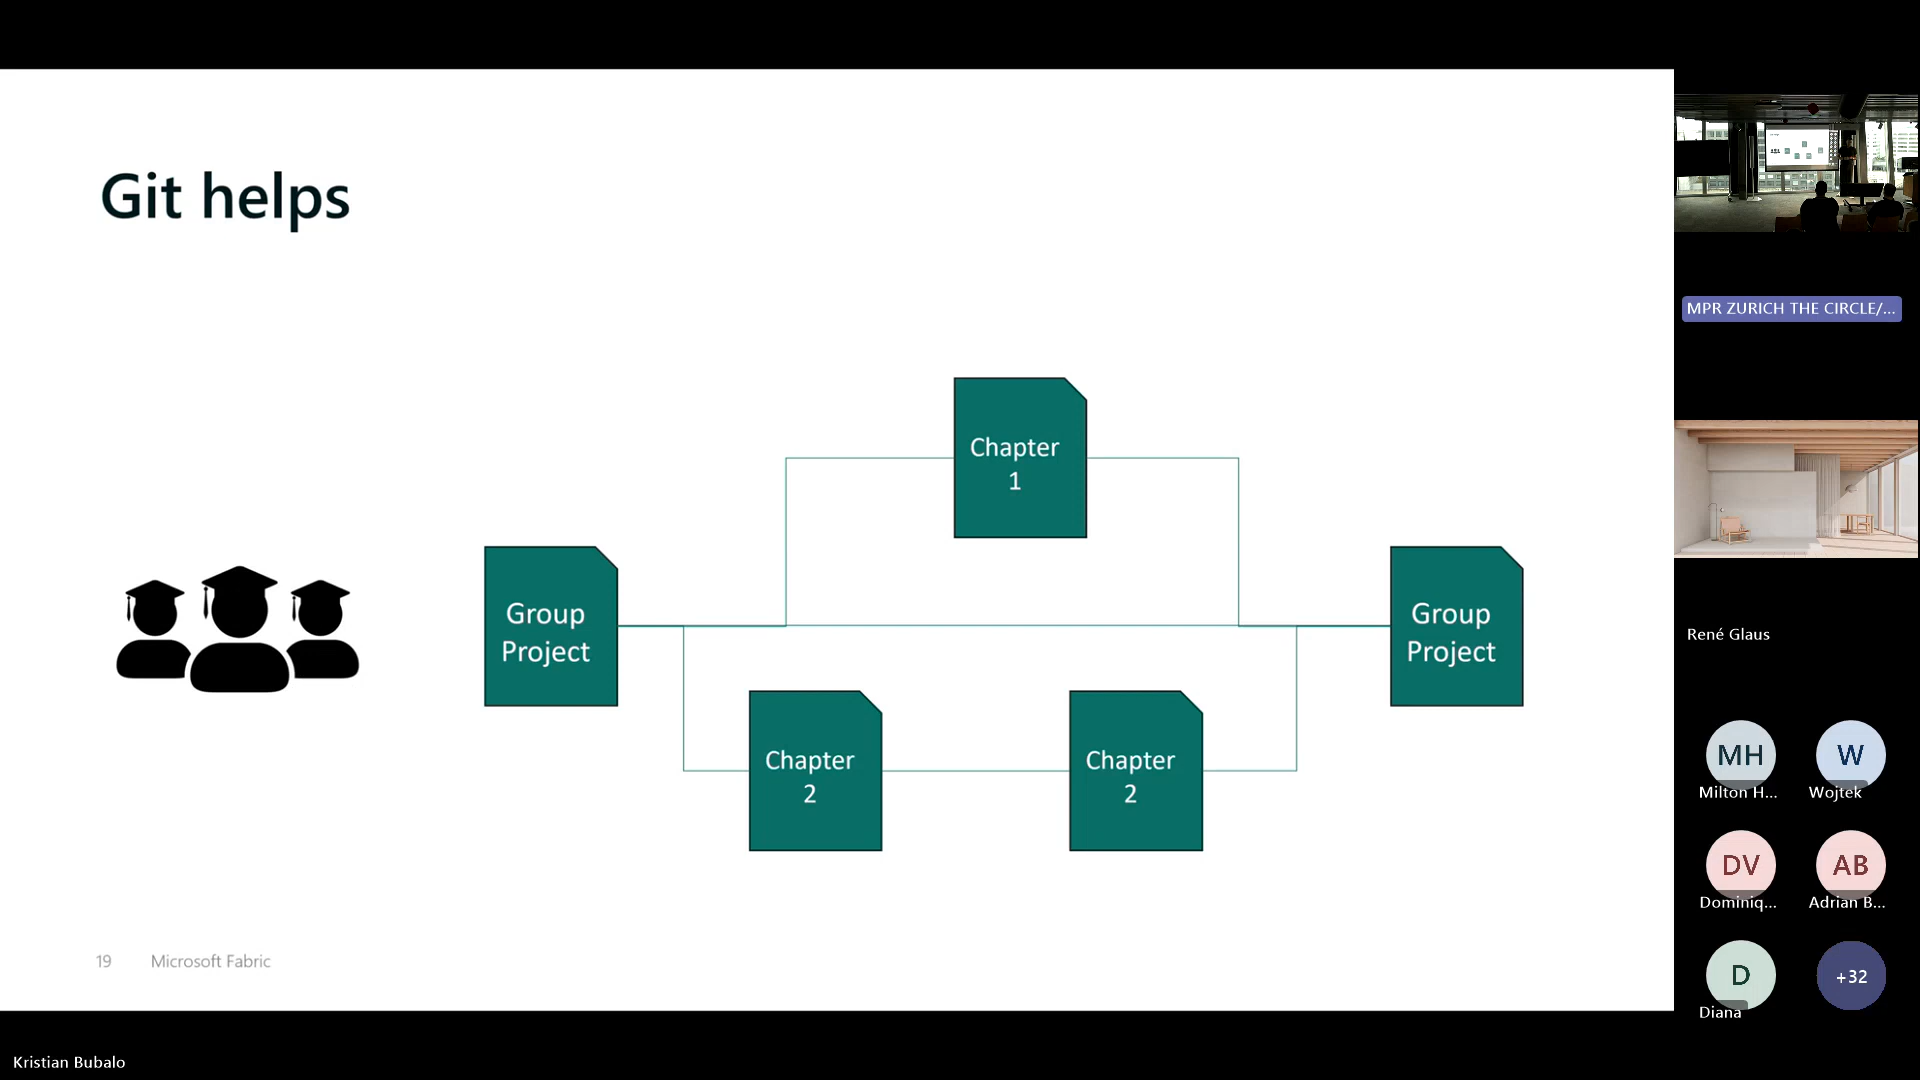 Git helps
Chapter
1
Group
Project
Group
Project
Chapter
2
Chapter
2
19 Microsoft Fabric
MPR ZURICH THE CIRCLE/...
René Glaus
MH
W
Milton H...
Wojtek
DV
AB
Dominiq...
Adrian B...
D
+32
Diana
Kristian Bubalo